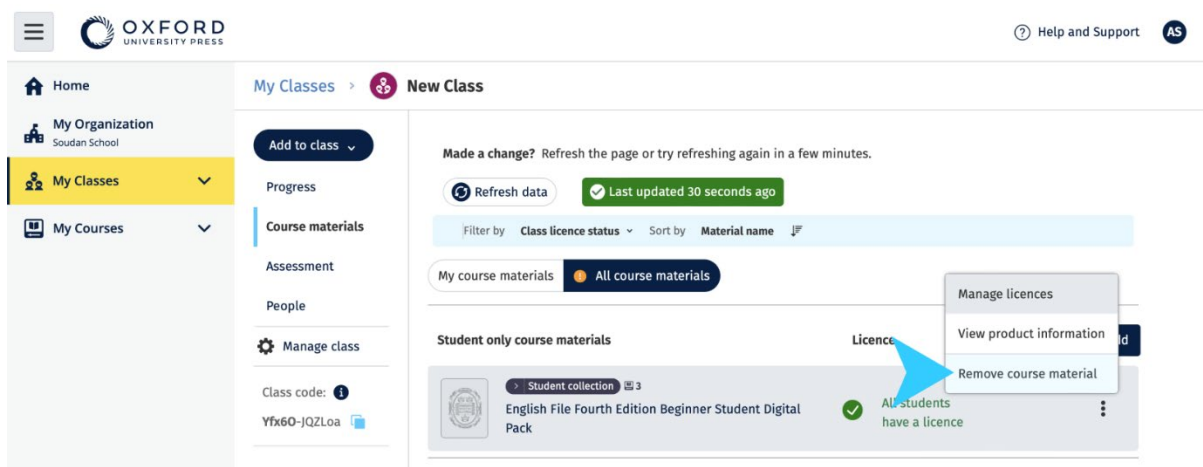 OXFORD
UNIVERSITY PRESS
Help and Support
AS
Home
My Organization
Soudan School
My Classes
My Courses
My Classes > New Class
Add to class
Progress
Course materials
Assessment
People
Manage class
Class code:
Yfx6O-JQZLoa
Made a change? Refresh the page or try refreshing again in a few minutes.
Refresh data
Last updated 30 seconds ago
Filter by Class licence status Sort by Material name
My course materials
All course materials
Manage licences
View product information
Remove course material
Student only course materials
Student collection 3
English File Fourth Edition Beginner Student Digital
Pack
have a licence